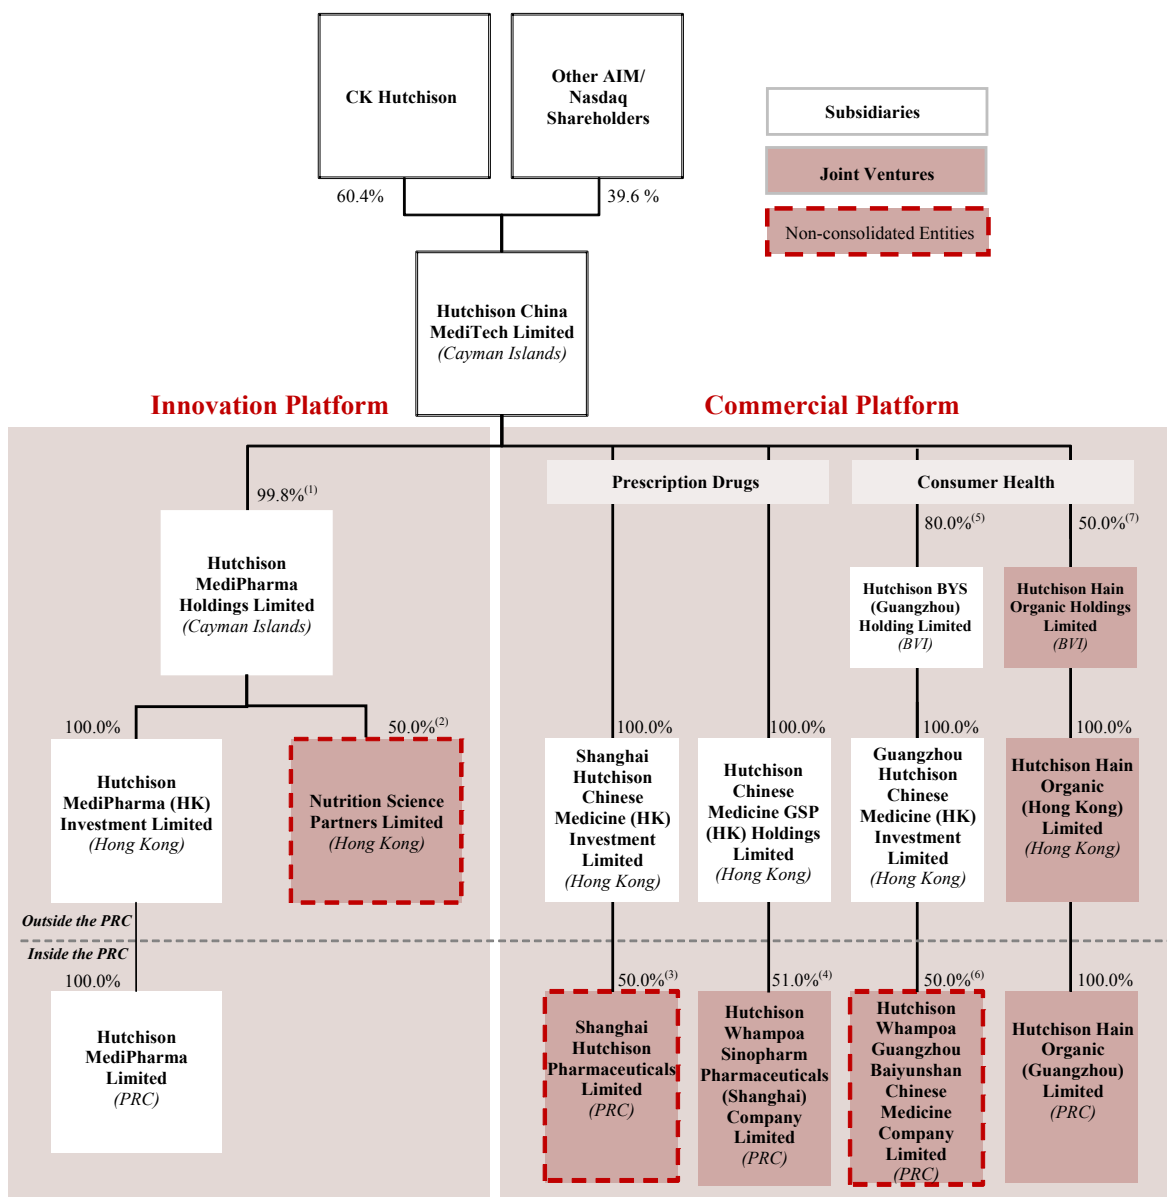 CK Hutchison
Other AIM/
Nasdaq
Shareholders
Subsidiaries
Joint Ventures
Non-consolidated Entities
60.4%
39.6 %
Hutchison China
MediTech Limited
(Cayman Islands)
Innovation Platform
Commercial Platform
Prescription Drugs
Consumer Health
99.8%(1)
80.0%(5)
50.0%(7)
Hutchison
MediPharma
Holdings Limited
(Cayman Islands)
Hutchison BYS
(Guangzhou)
Holding Limited
(BVI)
Hutchison Hain
Organic Holdings
Limited
(BVI)
100.0%
50.0%(2)
100.0%
100.0%
100.0%
100.0%
Hutchison
MediPharma (HK)
Investment Limited
(Hong Kong)
Nutrition Science
Partners Limited
(Hong Kong)
Shanghai
Hutchison
Chinese
Medicine (HK)
Investment
Limited
(Hong Kong)
Hutchison
Chinese
Medicine GSP
(HK) Holdings
Limited
(Hong Kong)
Guangzhou
Hutchison
Chinese
Medicine (HK)
Investment
Limited
(Hong Kong)
Hutchison Hain
Organic
(Hong Kong)
Limited
(Hong Kong)
Outside the PRC
Inside the PRC
100.0%
50.0%(3)
51.0%(4)
50.0%(6)
100.0%
Hutchison
MediPharma
Limited
(PRC)
Shanghai
Hutchison
Pharmaceuticals
Limited
(PRC)
Hutchison
Whampoa
Sinopharm
Pharmaceuticals
(Shanghai)
Company
Limited
(PRC)
Hutchison
Whampoa
Guangzhou
Baiyunshan
Chinese
Medicine
Company
Limited
(PRC)
Hutchison Hain
Organic
(Guangzhou)
Limited
(PRC)